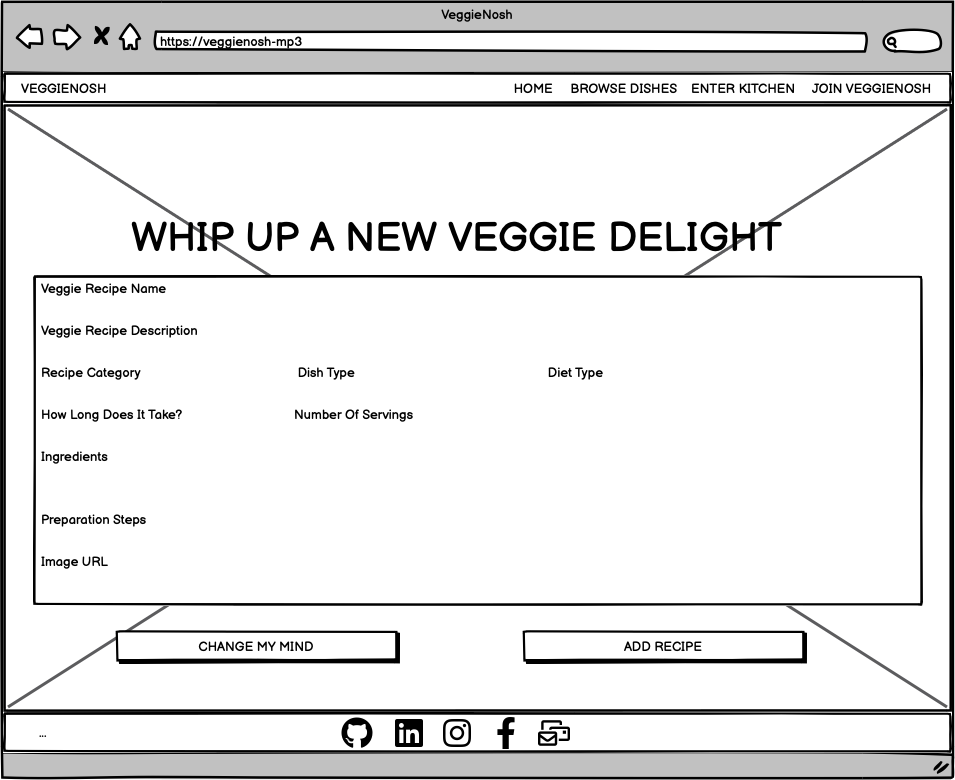 VeggieNosh
https://veggienosh-mp3
VEGGIENOSH HOME BROWSE DISHES ENTER KITCHEN JOIN VEGGIENOSH
WHIP UP A NEW VEGGIE DELIGHT
Veggie Recipe Name
Veggie Recipe Description
Recipe Category Dish Type Diet Type
How Long Does It Take? Number Of Servings
Ingredients
Preparation Steps
Image URL
CHANGE MY MIND ADD RECIPE
...